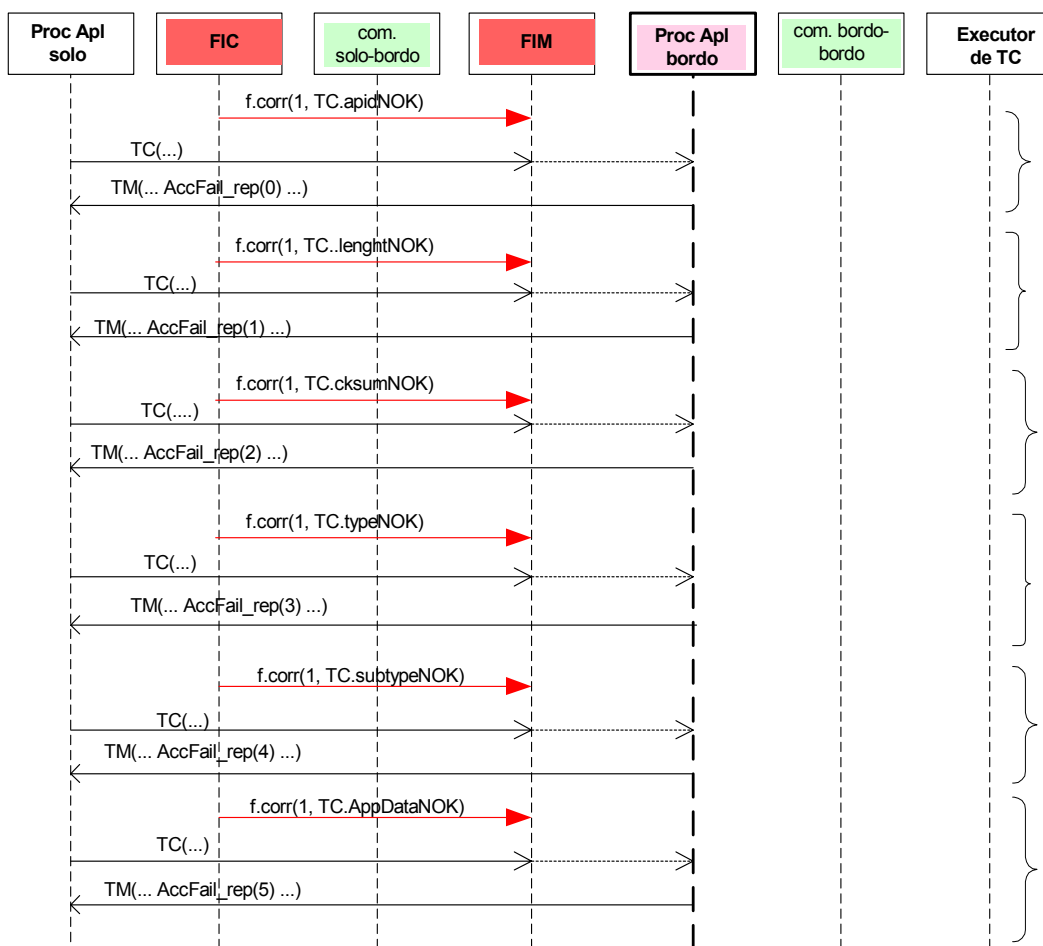 Proc Apl
solo
FIC
com.
solo-bordo
FIM
Proc Apl
bordo
com. bordo-
bordo
Executor
de TC
f.corr(1, TC.apidNOK)
TC(...)
TM(... AccFail_rep(0) ...)
f.corr(1, TC..lenghtNOK)
TC(...)
TM(... AccFail_rep(1) ...)
f.corr(1, TC.cksumNOK)
TC(....)
TM(... AccFail_rep(2) ...)
f.corr(1, TC.typeNOK)
TC(...)
TM(... AccFail_rep(3) ...)
f.corr(1, TC.subtypeNOK)
TC(...)
TM(... AccFail_rep(4) ...)
f.corr(1, TC.AppDataNOK)
TC(...)
TM(... AccFail_rep(5) ...)